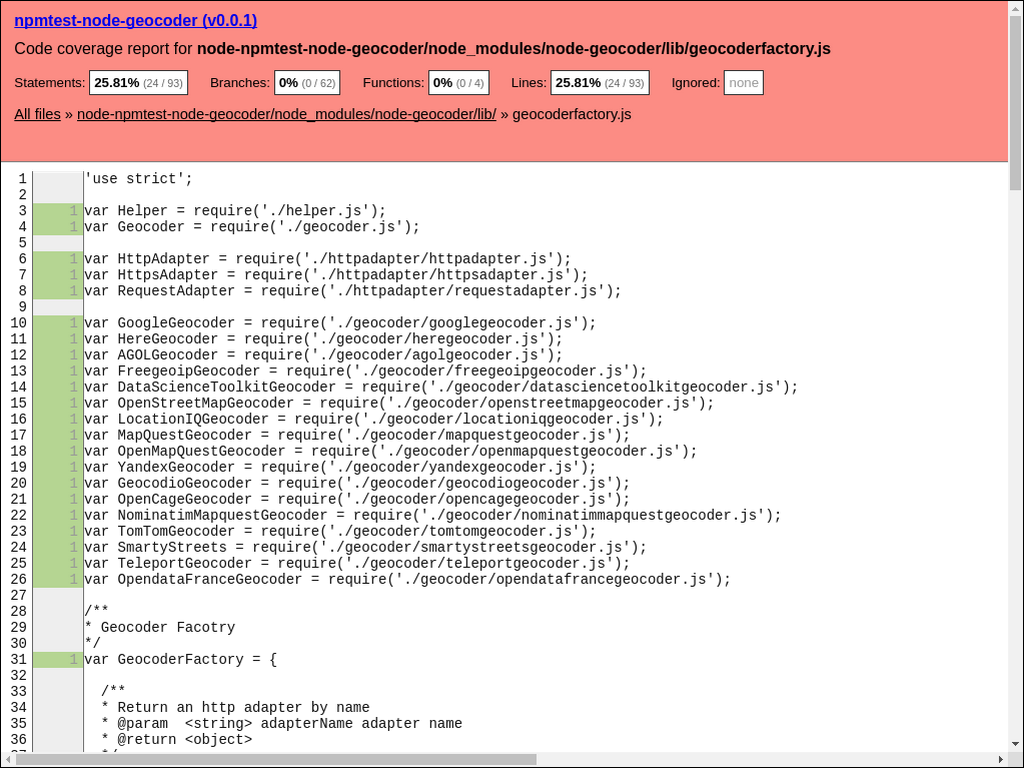 npmtest-node-geocoder (v0.0.1)
Code coverage report for node-npmtest-node-geocoder/node_modules/node-geocoder/lib/geocoderfactory.js
Statements: 25.81% (24 / 93) Branches: 0% (0 / 62) Functions: 0% (0 / 4) Lines: 25.81% (24 / 93) Ignored: none
All files » node-npmtest-node-geocoder/node_modules/node-geocoder/lib/ » geocoderfactory.js
1 'use strict';
2
3 1 var Helper = require('./helper.js');
4 1 var Geocoder = require('./geocoder.js');
5
6 1 var HttpAdapter = require('./httpadapter/httpadapter.js');
7 1 var HttpsAdapter = require('./httpadapter/httpsadapter.js');
8 1 var RequestAdapter = require('./httpadapter/requestadapter.js');
9
10 1 var GoogleGeocoder = require('./geocoder/googlegeocoder.js');
11 1 var HereGeocoder = require('./geocoder/heregeocoder.js');
12 1 var AGOLGeocoder = require('./geocoder/agolgeocoder.js');
13 1 var FreegeoipGeocoder = require('./geocoder/freegeoipgeocoder.js');
14 1 var DataScienceToolkitGeocoder = require('./geocoder/datasciencetoolkitgeocoder.js');
15 1 var OpenStreetMapGeocoder = require('./geocoder/openstreetmapgeocoder.js');
16 1 var LocationIQGeocoder = require('./geocoder/locationiqgeocoder.js');
17 1 var MapQuestGeocoder = require('./geocoder/mapquestgeocoder.js');
18 1 var OpenMapQuestGeocoder = require('./geocoder/openmapquestgeocoder.js');
19 1 var YandexGeocoder = require('./geocoder/yandexgeocoder.js');
20 1 var GeocodioGeocoder = require('./geocoder/geocodiogeocoder.js');
21 1 var OpenCageGeocoder = require('./geocoder/opencagegeocoder.js');
22 1 var NominatimMapquestGeocoder = require('./geocoder/nominatimmapquestgeocoder.js');
23 1 var TomTomGeocoder = require('./geocoder/tomtomgeocoder.js');
24 1 var SmartyStreets = require('./geocoder/smartystreetsgeocoder.js');
25 1 var TeleportGeocoder = require('./geocoder/teleportgeocoder.js');
26 1 var OpendataFranceGeocoder = require('./geocoder/opendatafrancegeocoder.js');
27
28 /**
29 * Geocoder Facotry
30 */
31 1 var GeocoderFactory = {
32
33 /**
34 * Return an http adapter by name
35 * @param <string> adapterName adapter name
36 * @return <object>